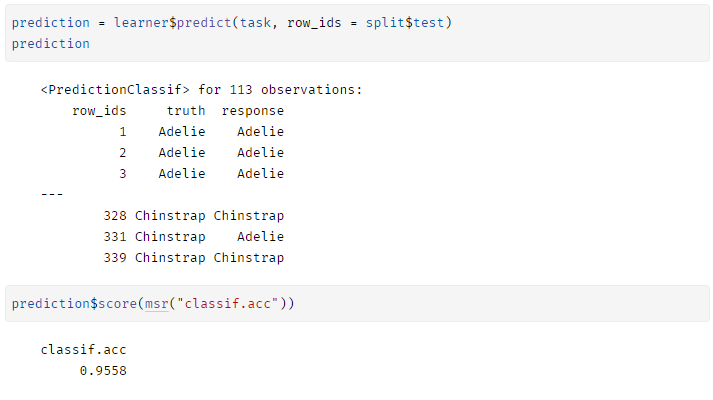 prediction = learner$predict(task, row_ids = split$test)
prediction
<PredictionClassif> for 113 observations:
row_ids truth response
1 Adelie Adelie
2 Adelie Adelie
3 Adelie Adelie
---
328 Chinstrap Chinstrap
331 Chinstrap Adelie
339 Chinstrap Chinstrap
prediction$score(msr("classif.acc"))
classif.acc
0.9558